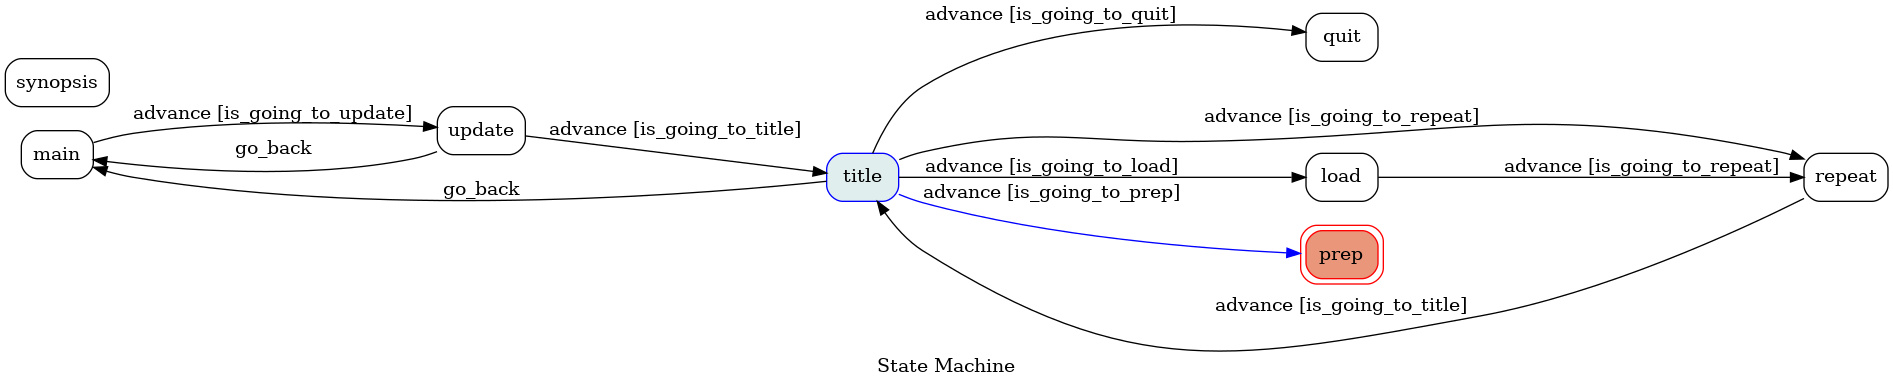 advance [is_going_to_quit]
quit
synopsis
advance [is_going_to_update]
advance [is_going_to_repeat]
update
advance [is_going_to_title]
go_back
main
advance [is_going_to_load]
advance [is_going_to_repeat]
title
load
repeat
go_back
advance [is_going_to_prep]
prep
advance [is_going_to_title]
State Machine